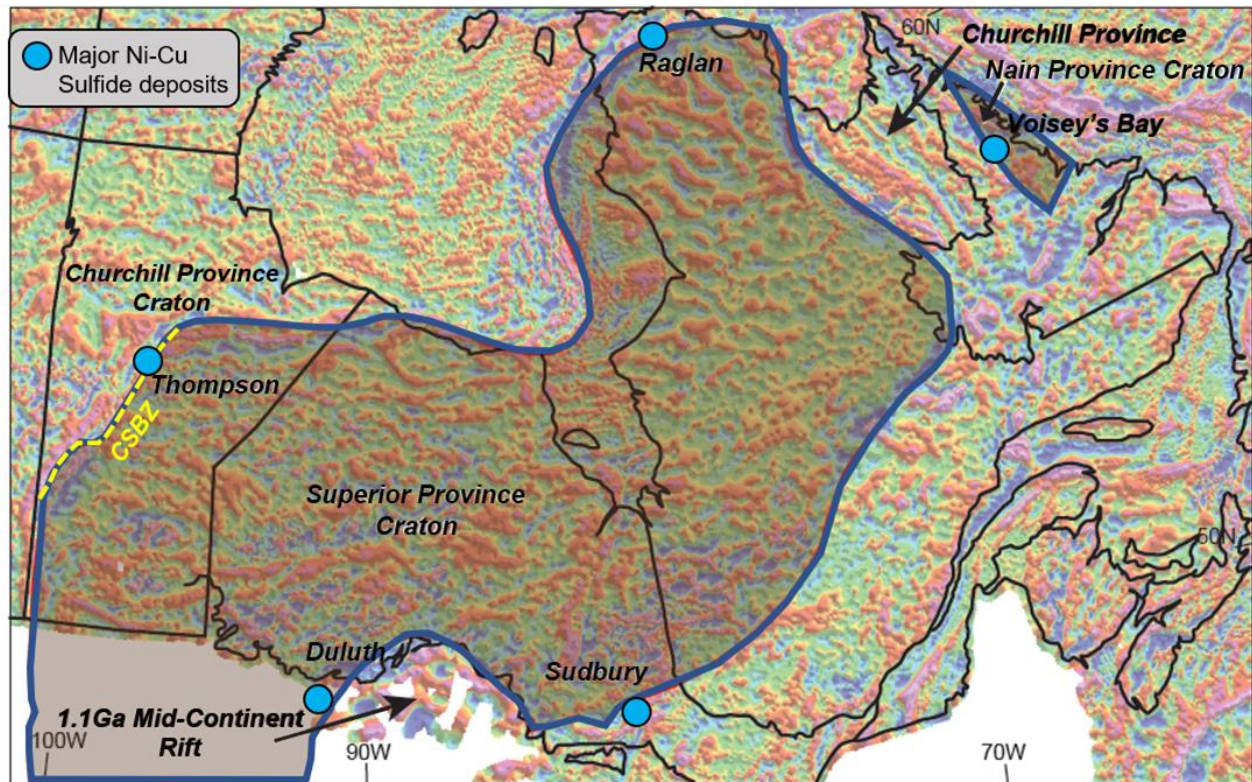 Major Ni-Cu
Sulfide deposits
Raglan
60N
Churchill Province
Nain Province Craton
Voisey's Bay
Churchill Province
Craton
Thompson
CSBZ
Superior Province
Craton
50N
Duluth
Sudbury
1.1Ga Mid-Continent
Rift
100W
90W
70W